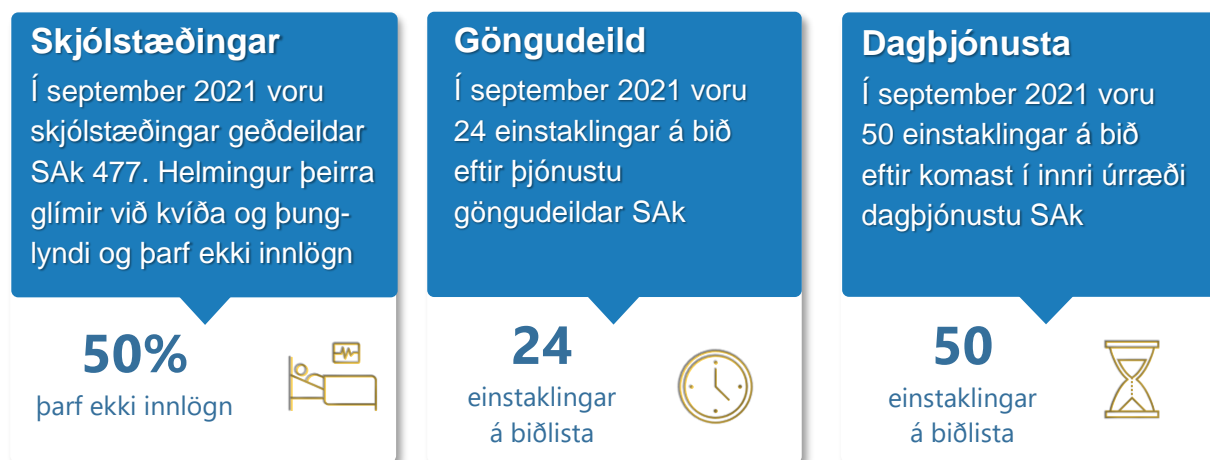 Skjólstæðingar
Í september 2021 voru
skjólstæðingar geðdeildar
SAk 477. Helmingur þeirra
glímir við kvíða og þung-
lyndi og þarf ekki innlögn
50%
þarf ekki innlögn
Göngudeild
Í september 2021 voru
24 einstaklingar á bið
eftir þjónustu
göngudeildar SAk
24
einstaklingar
á biðlista
Dagþjónusta
Í september 2021 voru
50 einstaklingar á bið
eftir komast í innri úrræði
dagþjónustu SAk
50
einstaklingar
á biðlista